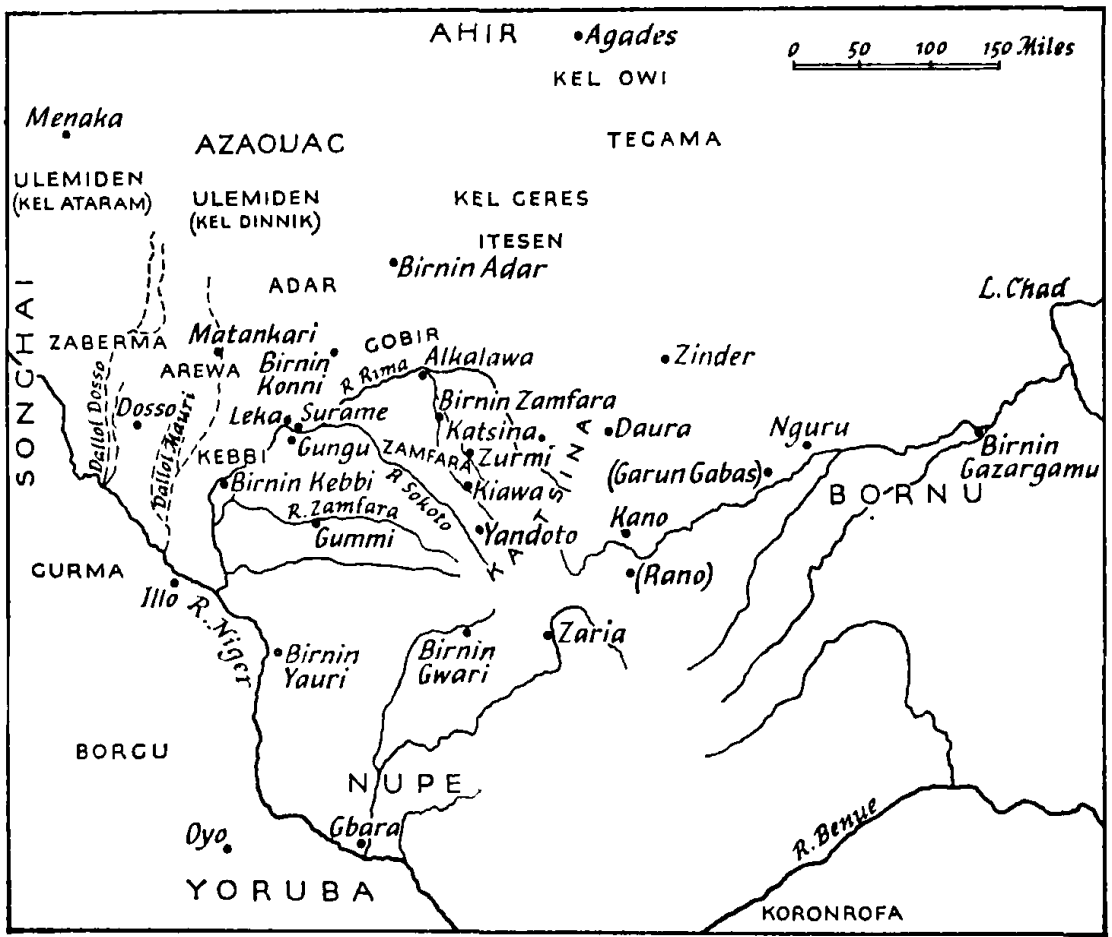 AHIR
Agades
0 50 100 150 Miles
KEL OWI
Menaka
AZAOUAC
TEGAMA
ULEMIDEN
(KEL ATARAM)
ULEMIDEN
(KEL DINNIK)
KEL GERES
ITESEN
Birnin Adar
SONGHAI
ADAR
L. Chad
ZABERMA
Matankari
GOBIR
Birnin
Konni
AREWA
R Rima
Alkalawa
Zinder
Dallol Dosso
Dosso
Dallol Mauri
Leka
Surame
Birnin Zamfara
Katsina
Daura
Nguru
Birnin
Gazargamu
Gungu
KEBBI
ZAMFARA
Zurmi
KATSINA
(Garun Gabas)
BORNU
Birnin Kebbi
R Sokoto
Kiawa
R. Zamfara
Gummi
Yandoto
Kano
GURMA
(Rano)
Illo
R. Niger
Birnin
Yauri
Birnin
Gwari
Zaria
BORGU
NUPE
Oyo
Gbara
R. Benue
YORUBA
KORONROFA